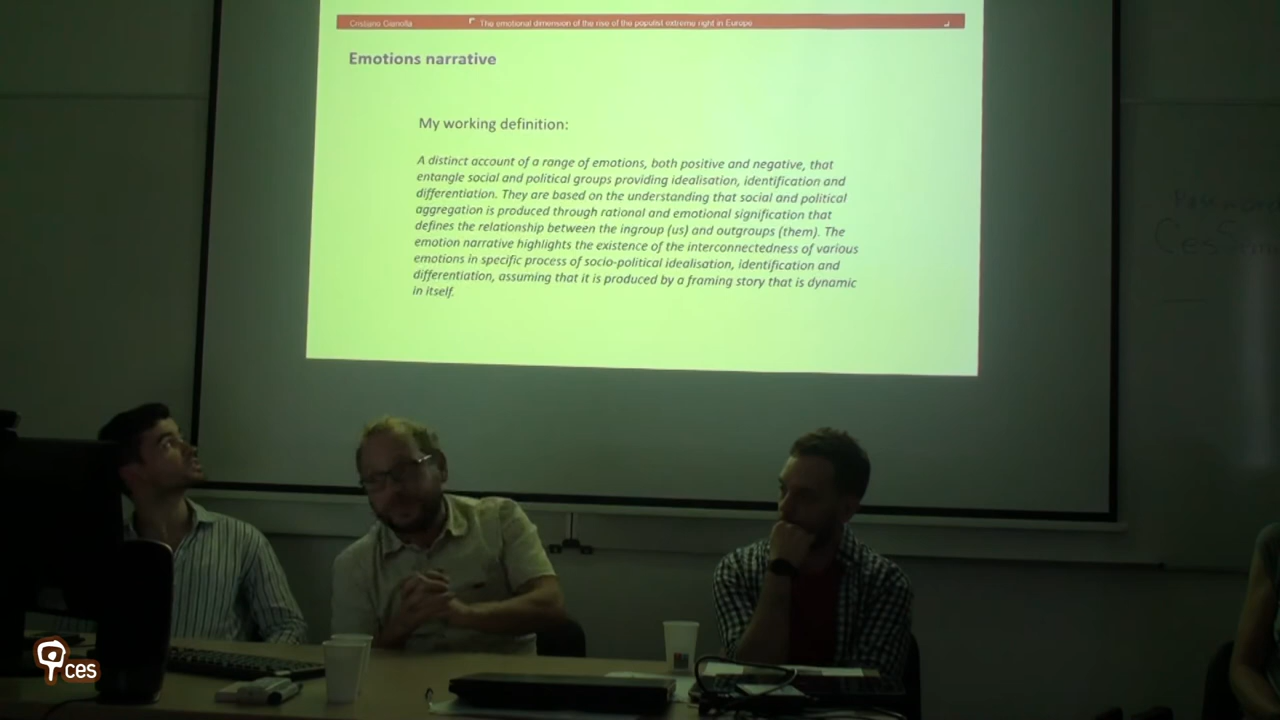 Cristiano Gianolla
The emotional dimension of the rise of the populist extreme right in Europe
Emotions narrative
My working definition:
A distinct account of a range of emotions, both positive and negative, that
entangle social and political groups providing idealisation, identification and
differentiation. They are based on the understanding that social and political
aggregation is produced through rational and emotional signification that
defines the relationship between the ingroup (us) and outgroups (them). The
emotion narrative highlights the existence of the interconnectedness of various
emotions in specific process of socio-political idealisation, identification and
differentiation, assuming that it is produced by a framing story that is dynamic
in itself.
ces